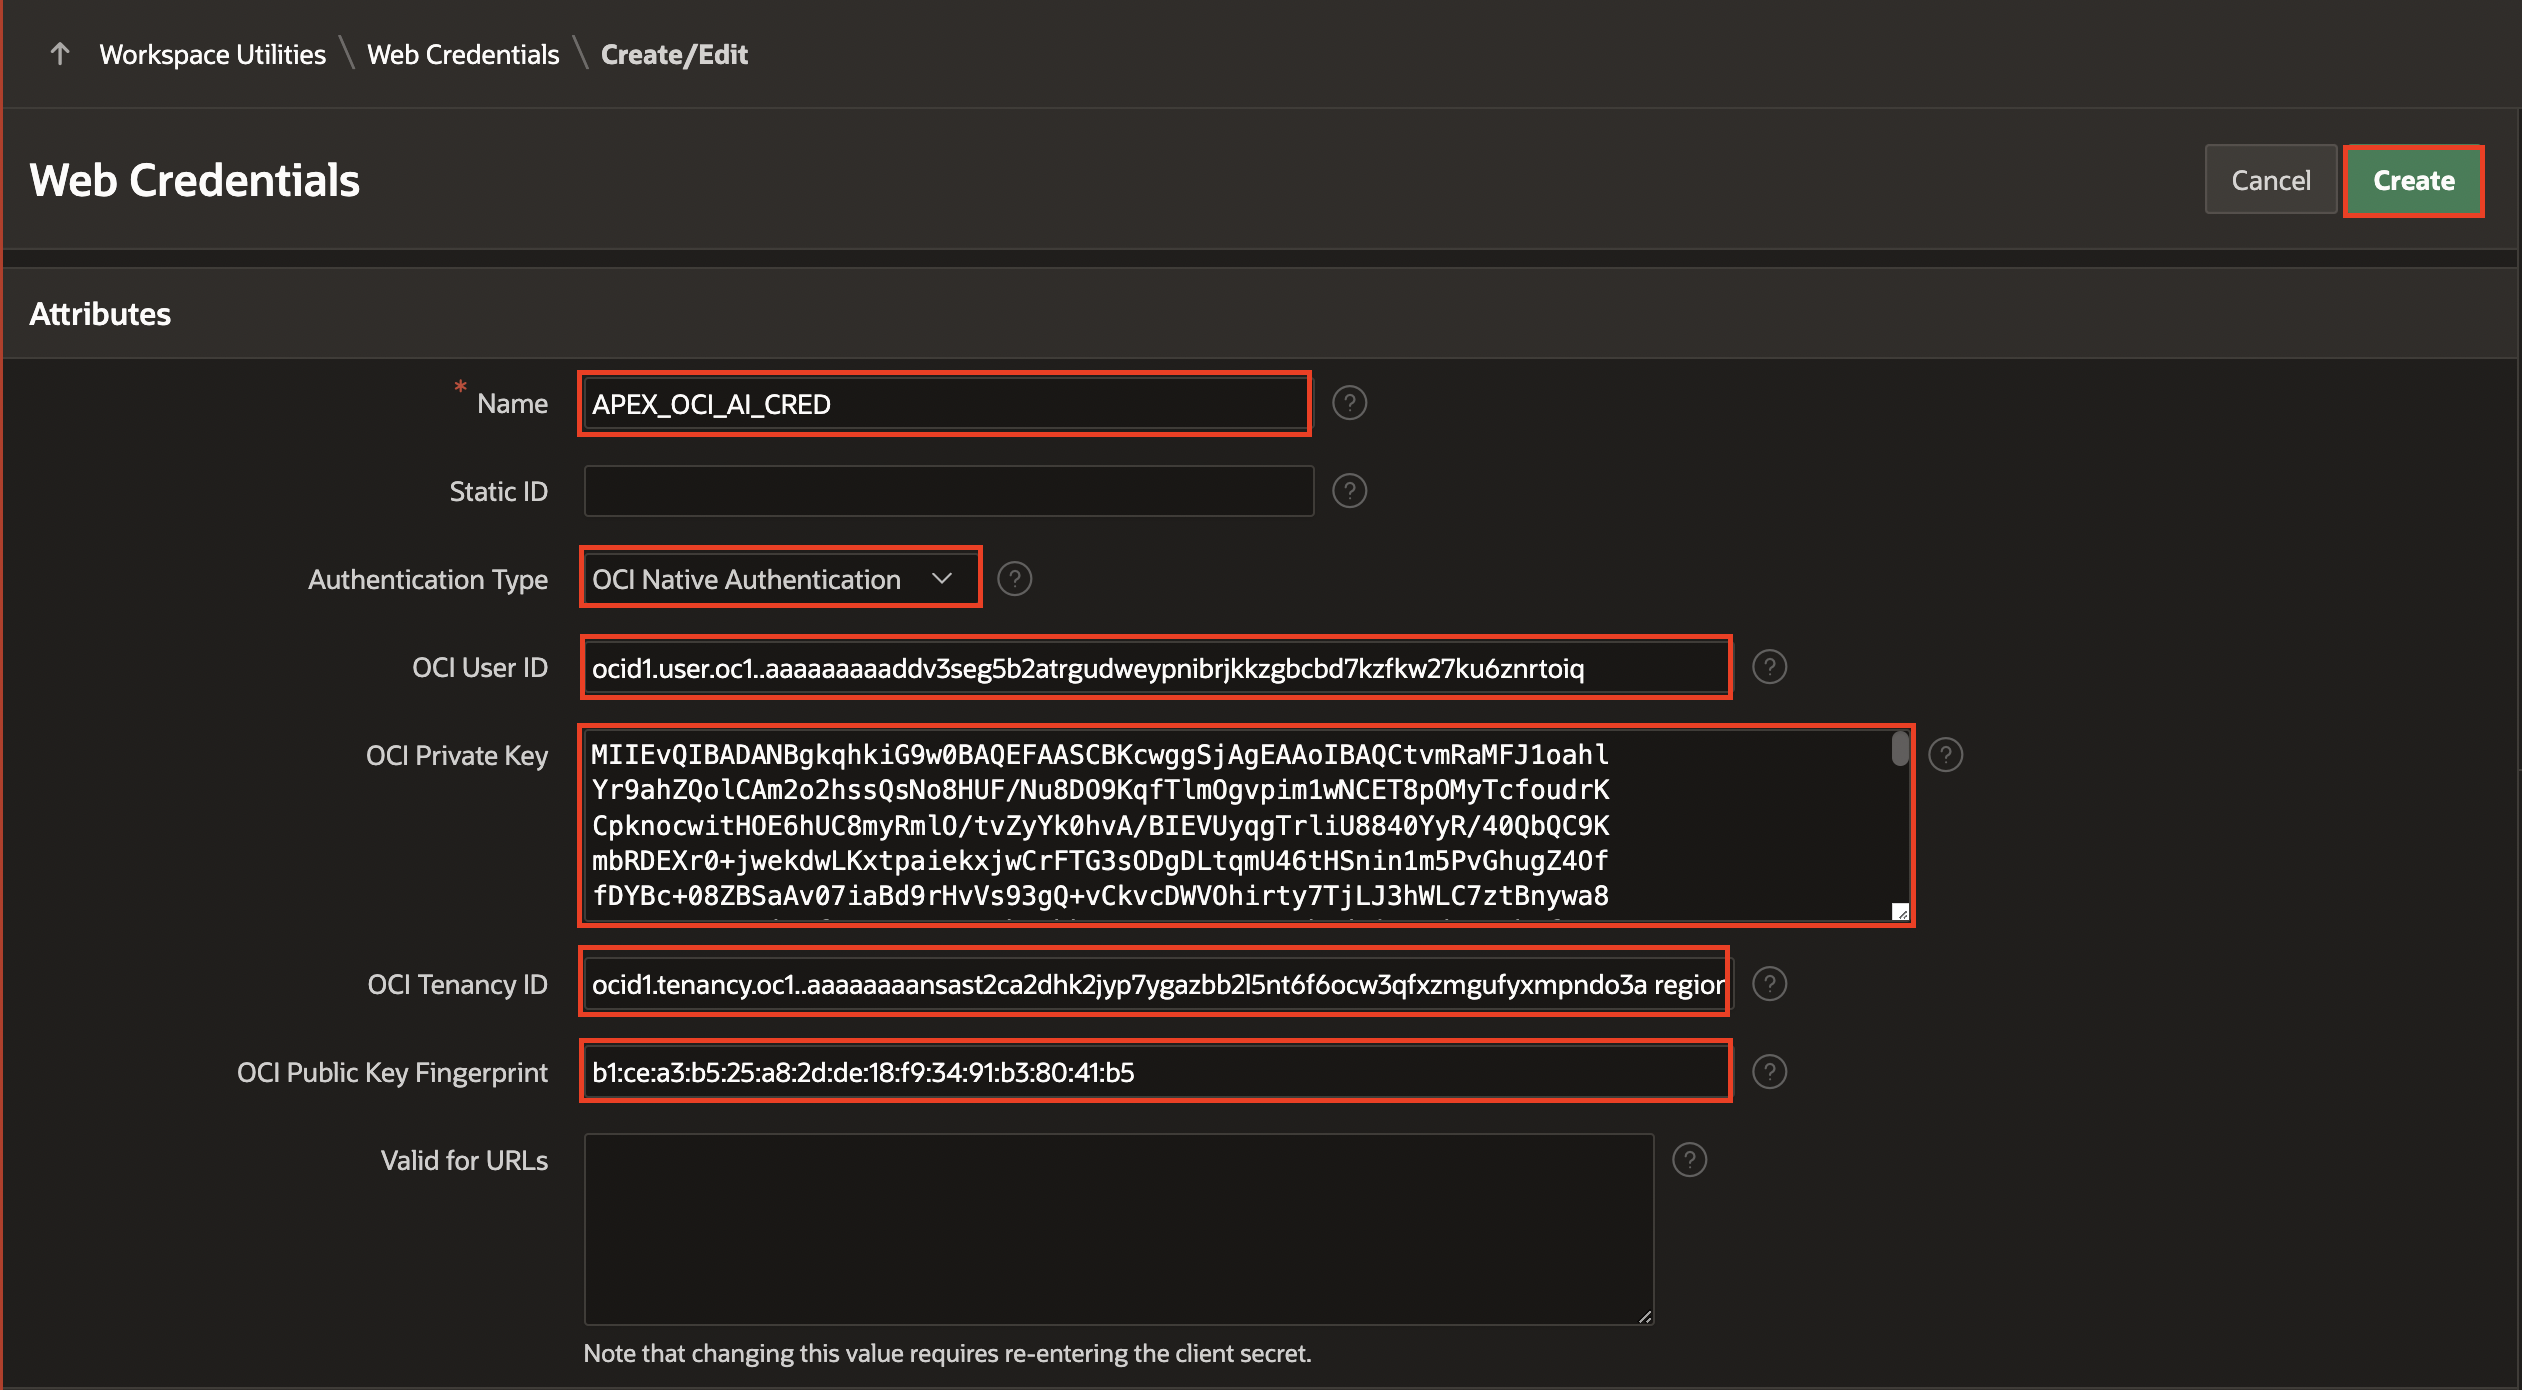 Workspace Utilities \ Web Credentials \ Create/Edit
Web Credentials
Cancel
Create
Attributes
* Name
APEX_OCI_AI_CRED
Static ID
Authentication Type
OCI Native Authentication
OCI User ID
ocid1.user.oc1..aaaaaaaaaddv3seg5b2atrgudweypnibrjkkzgbcbd7kzfkw27ku6znrtoiq
OCI Private Key
MIIEvQIBADANBgkqhkiG9w0BAQEFAASCBKcwggSjAgEAAoIBAQCtvmRaMFJ1oahl
Yr9ahZQolCAm2o2hssQsNo8HUF/Nu8DO9KqfTlmOgvpim1wNCET8pOMyTcfoudrK
CpknocwitHOE6hUC8myRmlO/tvZyYk0hvA/BIEVUyqgTrliU8840YyR/40QbQC9K
mbRDEXr0+jwekdwLKxtpaiekxjwCrFTG3sODgDLtqmU46tHSnin1m5PvGhugZ4Of
fDYBc+08ZBSaAv07iaBd9rHvVs93gQ+vCkvcDWVOhirty7TjLJ3hWLC7ztBnywa8
OCI Tenancy ID
ocid1.tenancy.oc1..aaaaaaaansast2ca2dhk2jyp7ygazbb2l5nt6f6ocw3qfxzmgufyxmpndo3a region
OCI Public Key Fingerprint
b1:ce:a3:b5:25:a8:2d:de:18:f9:34:91:b3:80:41:b5
Valid for URLs
Note that changing this value requires re-entering the client secret.